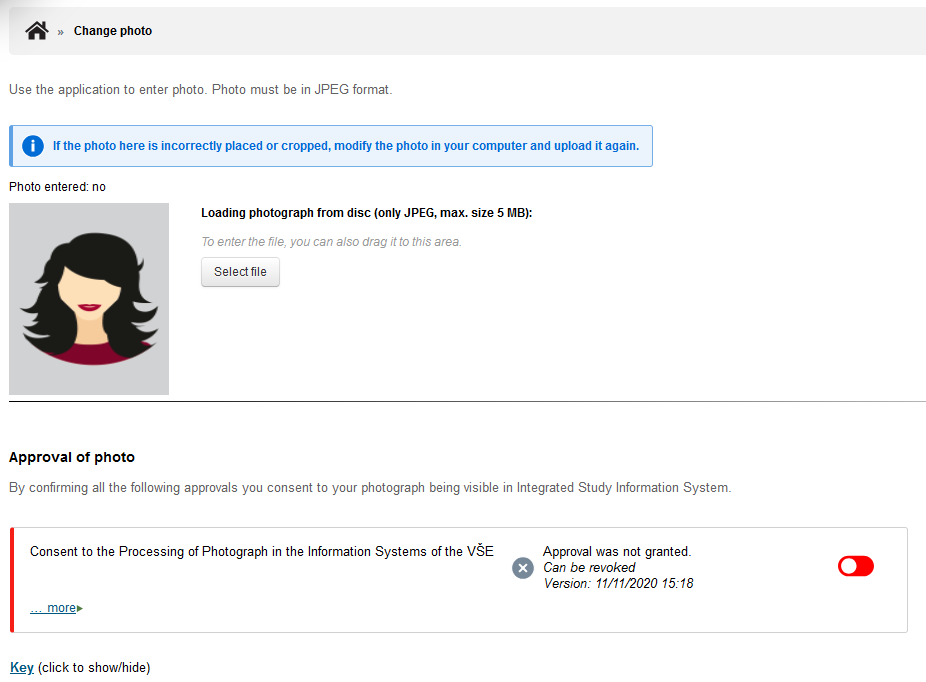 » Change photo
Use the application to enter photo. Photo must be in JPEG format.
If the photo here is incorrectly placed or cropped, modify the photo in your computer and upload it again.
Photo entered: no
Loading photograph from disc (only JPEG, max. size 5 MB):
To enter the file, you can also drag it to this area.
Select file
Approval of photo
By confirming all the following approvals you consent to your photograph being visible in Integrated Study Information System.
Consent to the Processing of Photograph in the Information Systems of the VŠE
Approval was not granted.
Can be revoked
Version: 11/11/2020 15:18
... more
Key (click to show/hide)